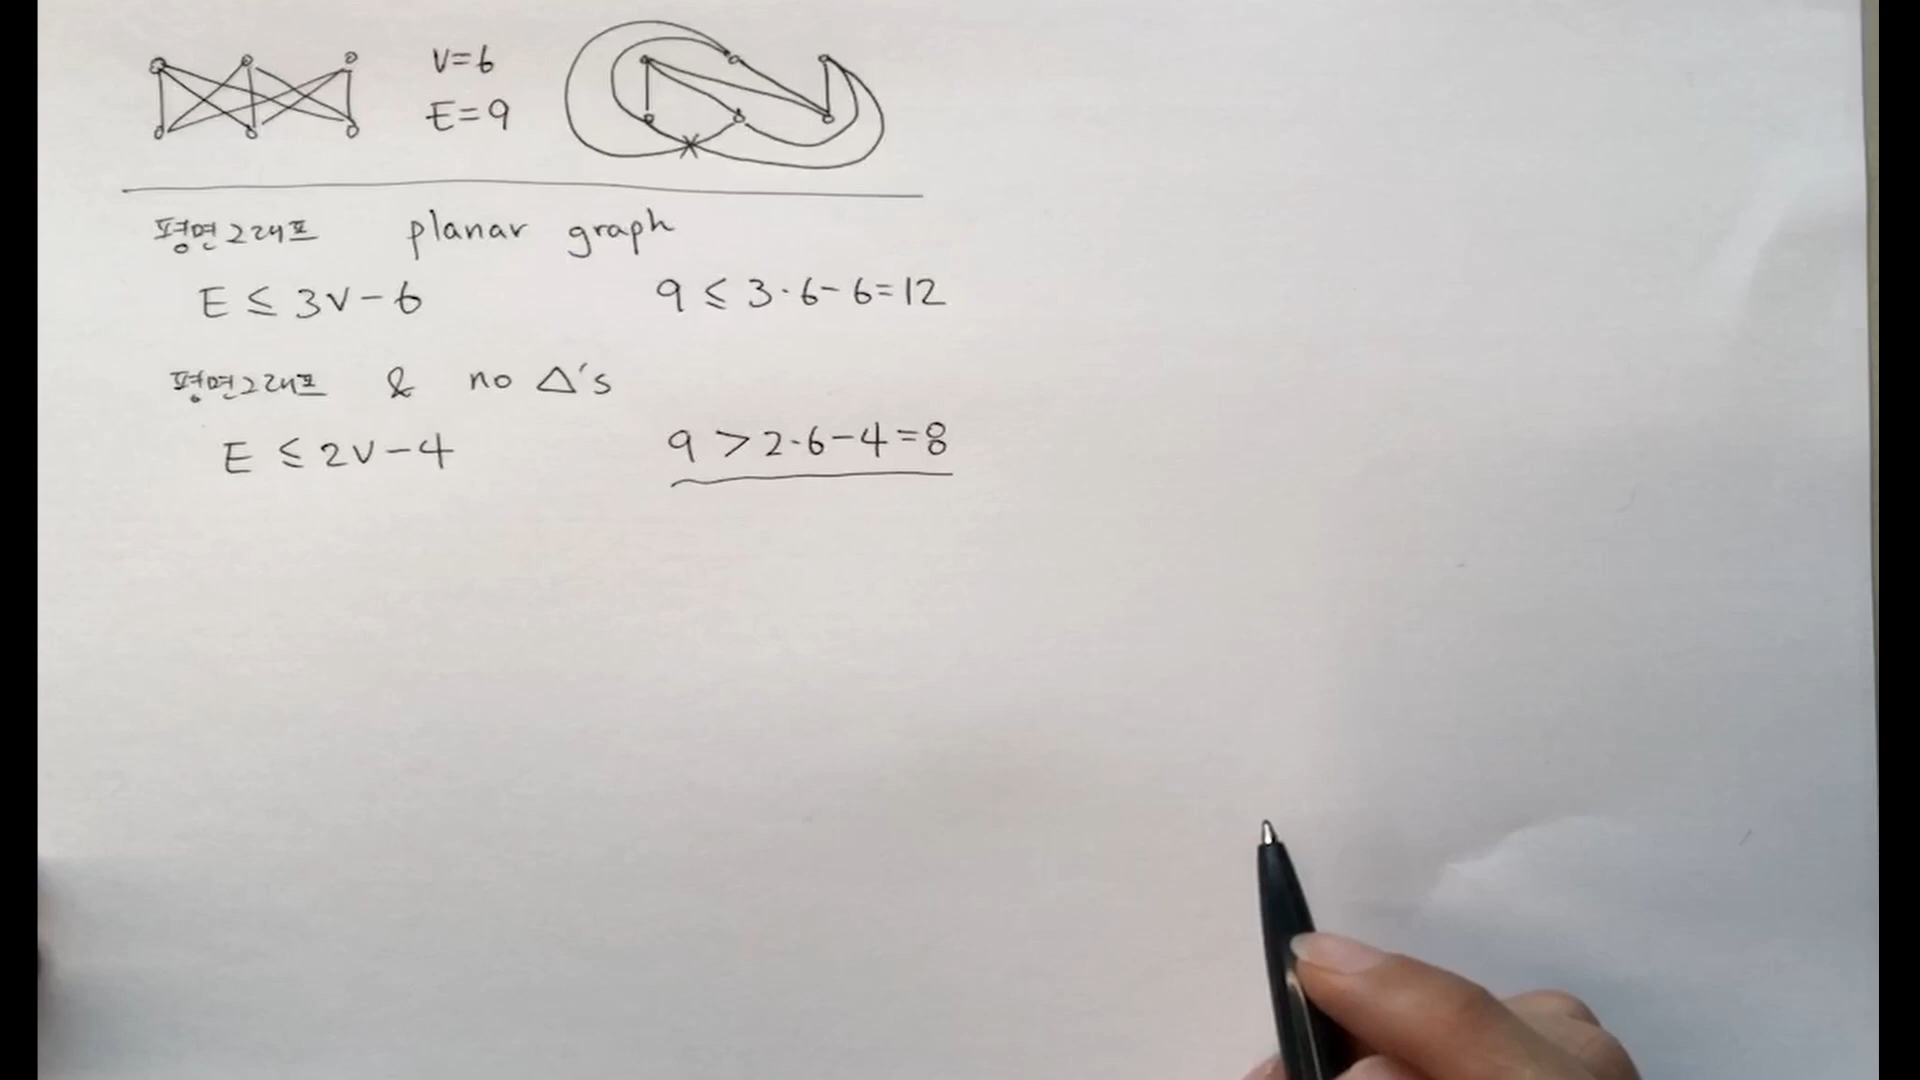 V=6
E=9
평면그래프 planar graph
E ≤ 3V-6 9 ≤ 3·6-6=12
평면그래프 & no △'s
E ≤ 2V-4 9 > 2·6-4=8